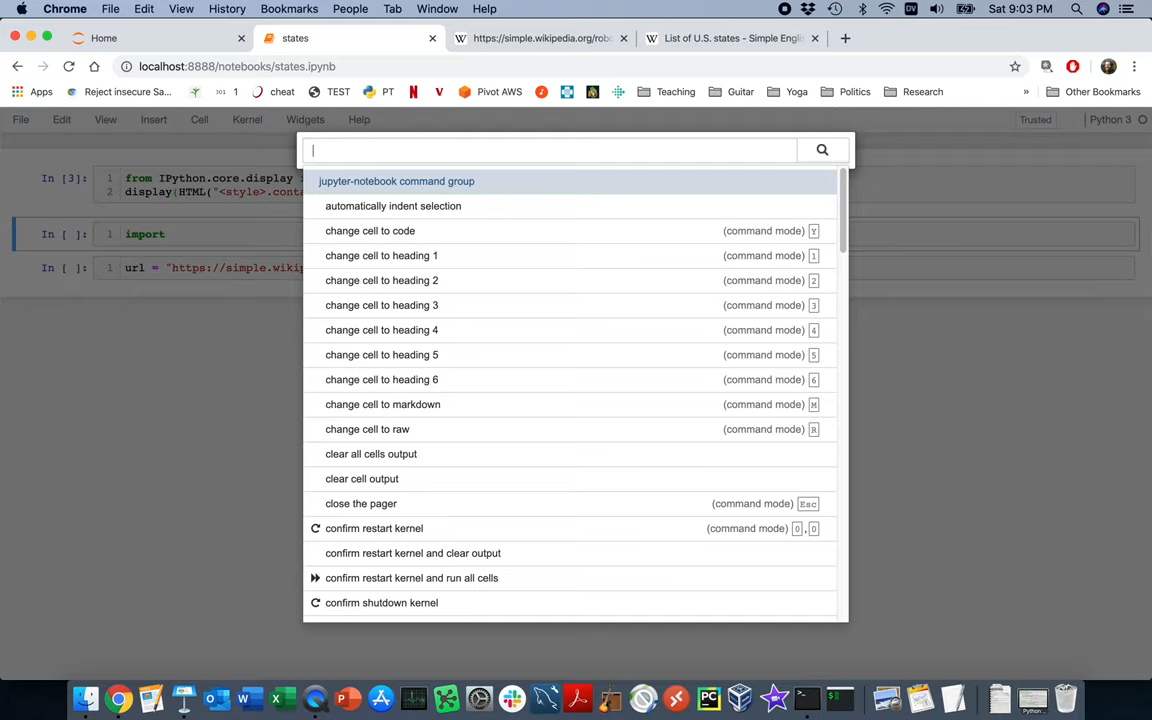 Chrome File Edit View History Bookmarks People Tab Window Help DV Sat 9:03 PM
Home
states
https://simple.wikipedia.org/rob
List of U.S. states - Simple Engl
localhost:8888/notebooks/states.ipynb
Apps Reject insecure Sa... 301 1 cheat TEST PT N V Pivot AWS Teaching Guitar Yoga Politics Research » Other Bookmarks
File Edit View Insert Cell Kernel Widgets Help Trusted Python 3
In [3]: 1 from IPython.core.display
2 display(HTML("<style>.conta
In [ ]: 1 import
In [ ]: 1 url = "https://simple.wikip
jupyter-notebook command group
automatically indent selection
change cell to code (command mode) Y
change cell to heading 1 (command mode) 1
change cell to heading 2 (command mode) 2
change cell to heading 3 (command mode) 3
change cell to heading 4 (command mode) 4
change cell to heading 5 (command mode) 5
change cell to heading 6 (command mode) 6
change cell to markdown (command mode) M
change cell to raw (command mode) R
clear all cells output
clear cell output
close the pager (command mode) Esc
confirm restart kernel (command mode) 0,0
confirm restart kernel and clear output
confirm restart kernel and run all cells
confirm shutdown kernel